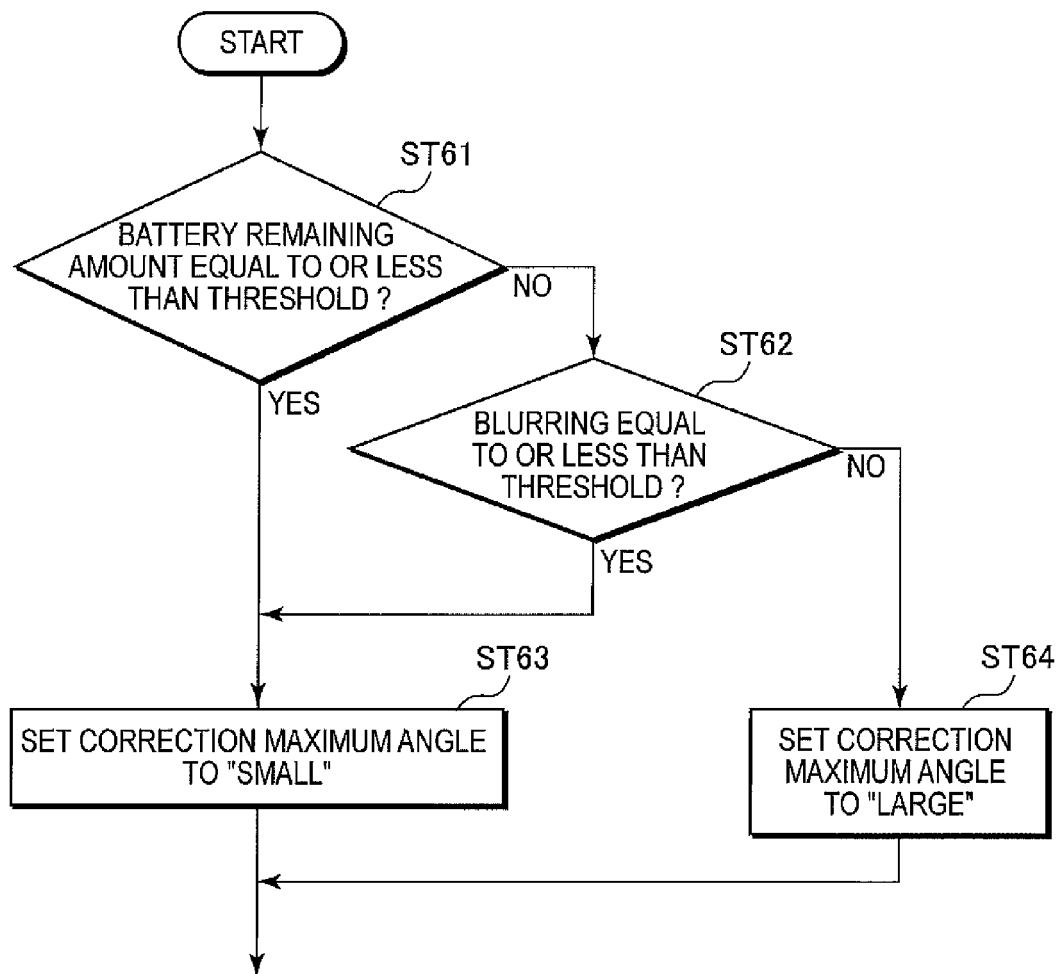 START
ST61
BATTERY REMAINING
AMOUNT EQUAL TO OR LESS
THAN THRESHOLD ?
NO
YES
ST62
BLURRING EQUAL
TO OR LESS THAN
THRESHOLD ?
NO
YES
ST63
SET CORRECTION MAXIMUM ANGLE
TO "SMALL"
ST64
SET CORRECTION
MAXIMUM ANGLE
TO "LARGE"